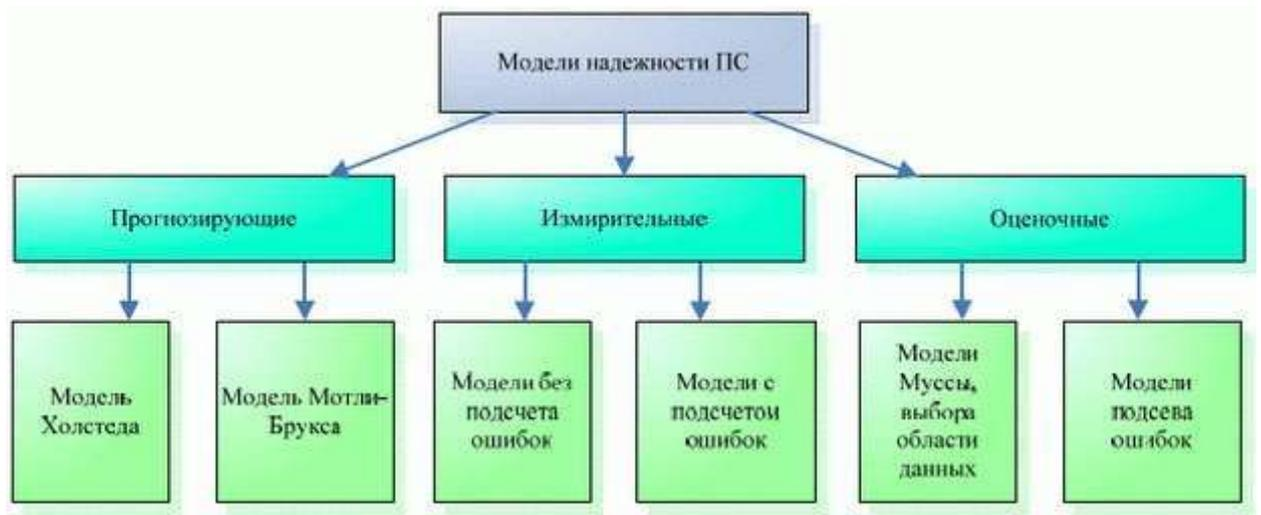 Модели надежности ПС
Прогнозирующие
Измирительные
Оценочные
Модель
Холстеда
Модель Мотли-
Брукса
Модели без
подсчета
ошибок
Модели с
подсчетои
ошибок
Модели
Муссы,
выбора
области
данных
Модели
подсева
ошибок